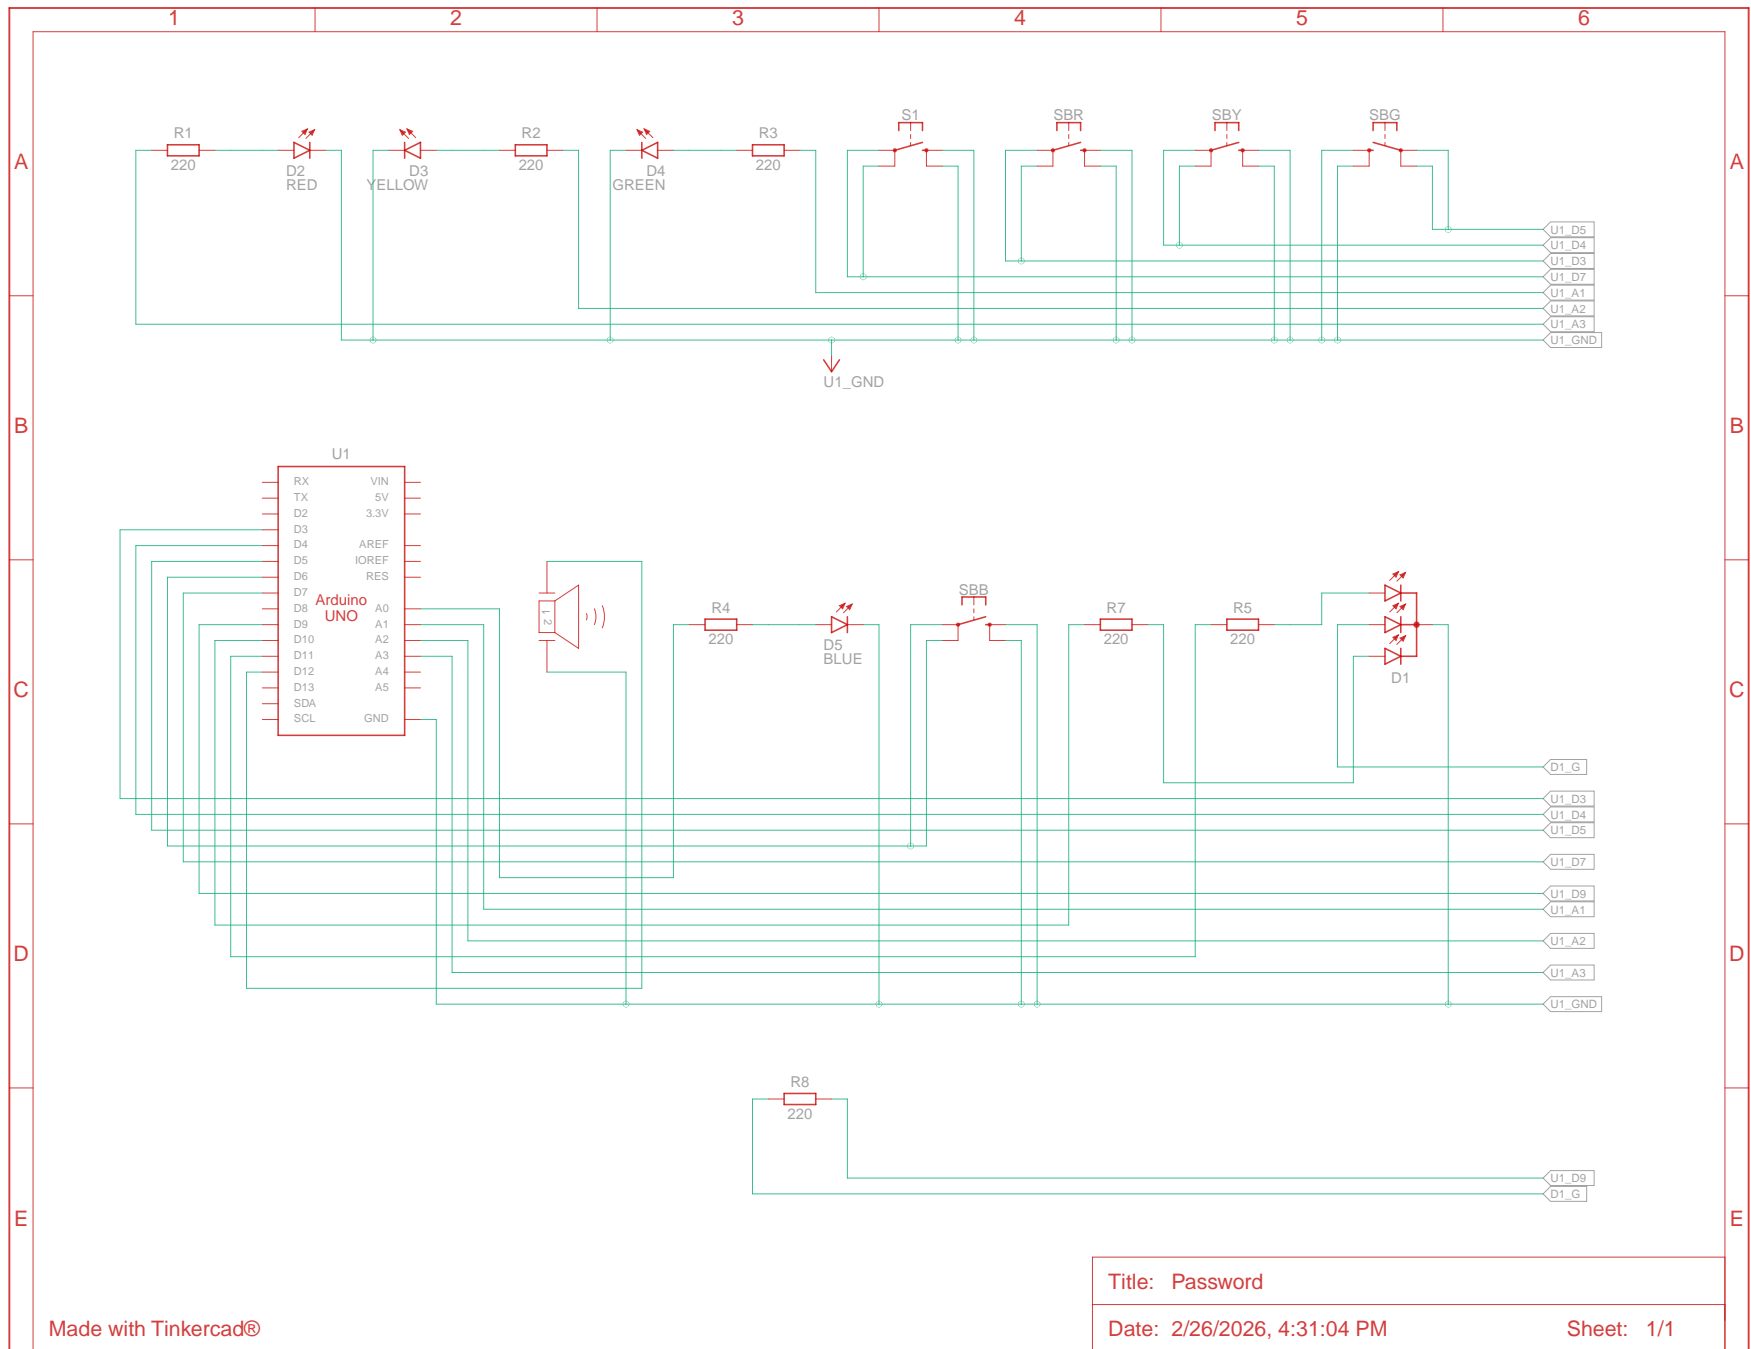 1 2 3 4 5 6
A A
B B
C C
D D
E E
R1
220
D2
RED
D3
YELLOW
R2
220
D4
GREEN
R3
220
S1
SBR
SBY
SBG
U1_D5
U1_D4
U1_D3
U1_D7
U1_A1
U1_A2
U1_A3
U1_GND
U1_GND
U1
RX VIN
TX 5V
D2 3.3V
D3
D4 AREF
D5 IOREF
D6 RES
D7
Arduino
UNO
D8 A0
D9 A1
D10 A2
D11 A3
D12 A4
D13 A5
SDA
SCL GND
1
2
R4
220
D5
BLUE
SBB
R7
220
R5
220
D1
D1_G
U1_D3
U1_D4
U1_D5
U1_D7
U1_D9
U1_A1
U1_A2
U1_A3
U1_GND
R8
220
U1_D9
D1_G
Title: Password
Date: 2/26/2026, 4:31:04 PM Sheet: 1/1
Made with Tinkercad®